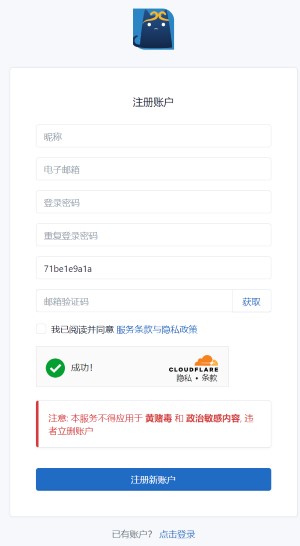 注册账户
昵称
电子邮箱
登录密码
重复登录密码
71be1e9a1a
邮箱验证码 获取
我已阅读并同意 服务条款与隐私政策
成功！
CLOUDFLARE
隐私 • 条款
注意: 本服务不得应用于 黄赌毒 和 政治敏感内容, 违
者立删账户
注册新账户
已有账户？ 点击登录